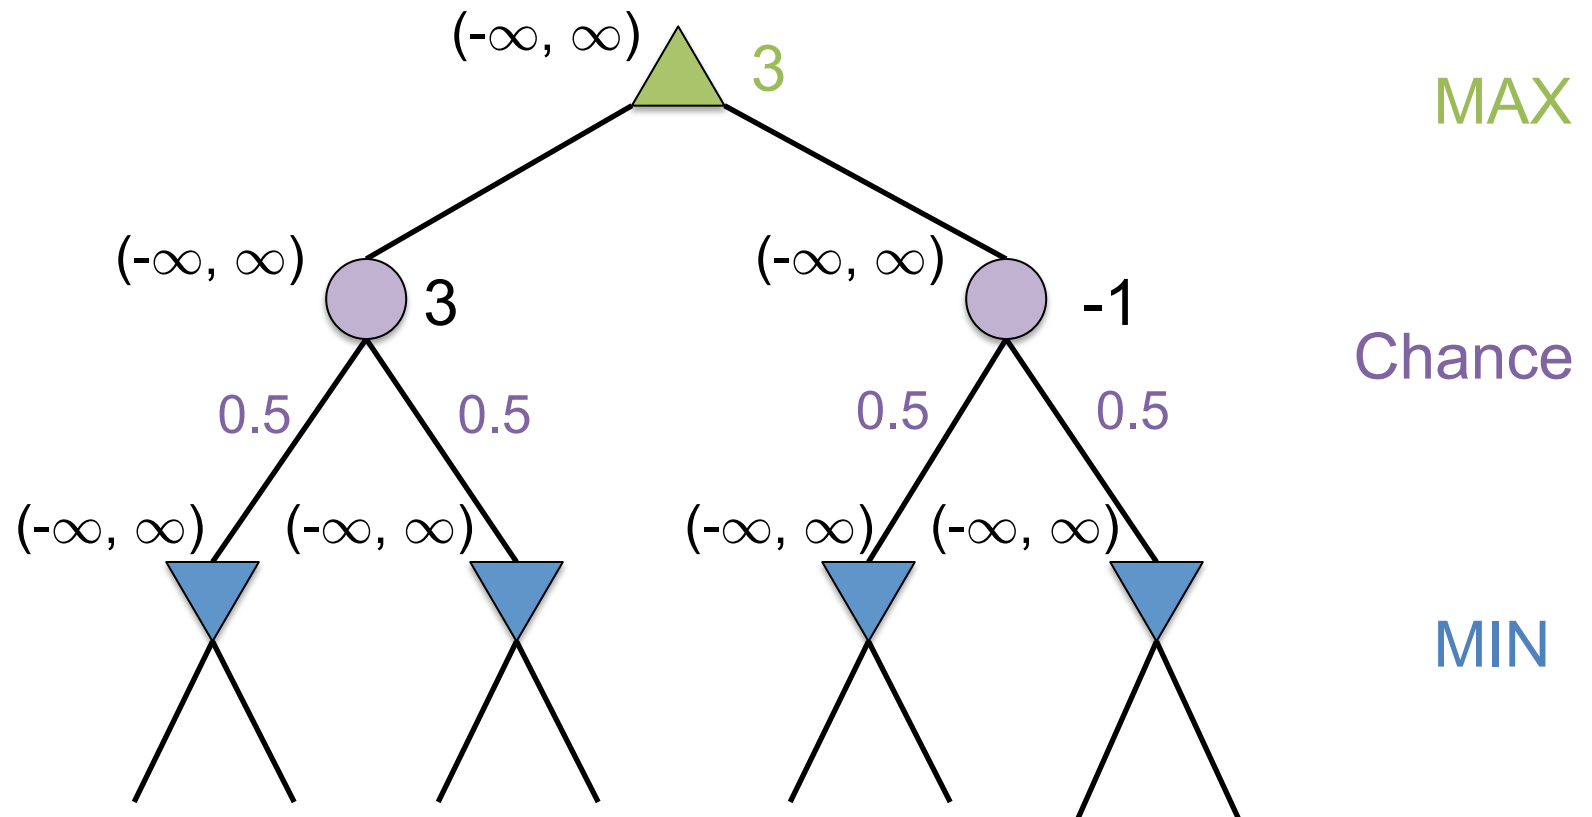 (-∞, ∞) 3 MAX
(-∞, ∞) 3 (-∞, ∞) -1
Chance
0.5 0.5 0.5 0.5
(-∞, ∞) (-∞, ∞) (-∞, ∞) (-∞, ∞)
MIN